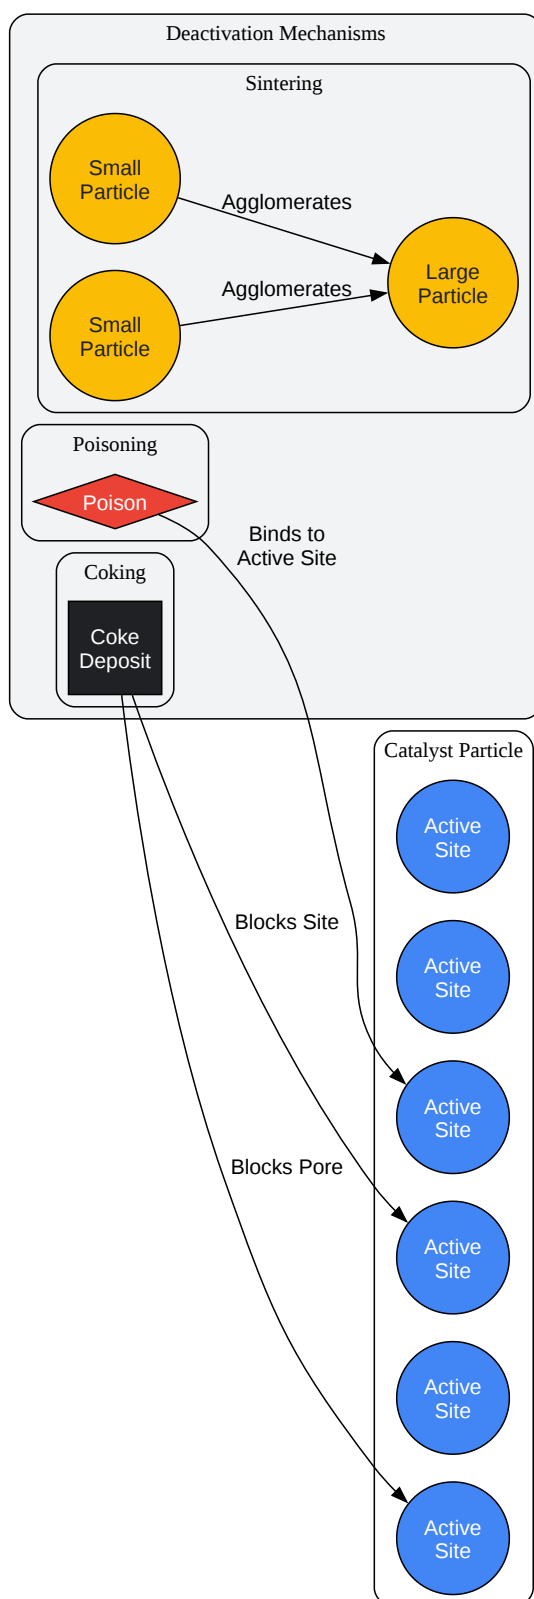 Deactivation Mechanisms
Sintering
Small
Particle
Agglomerates
Large
Particle
Agglomerates
Small
Particle
Poisoning
Poison
Binds to
Active Site
Coking
Coke
Deposit
Catalyst Particle
Active
Site
Blocks Site
Active
Site
Active
Site
Blocks Pore
Active
Site
Active
Site
Active
Site